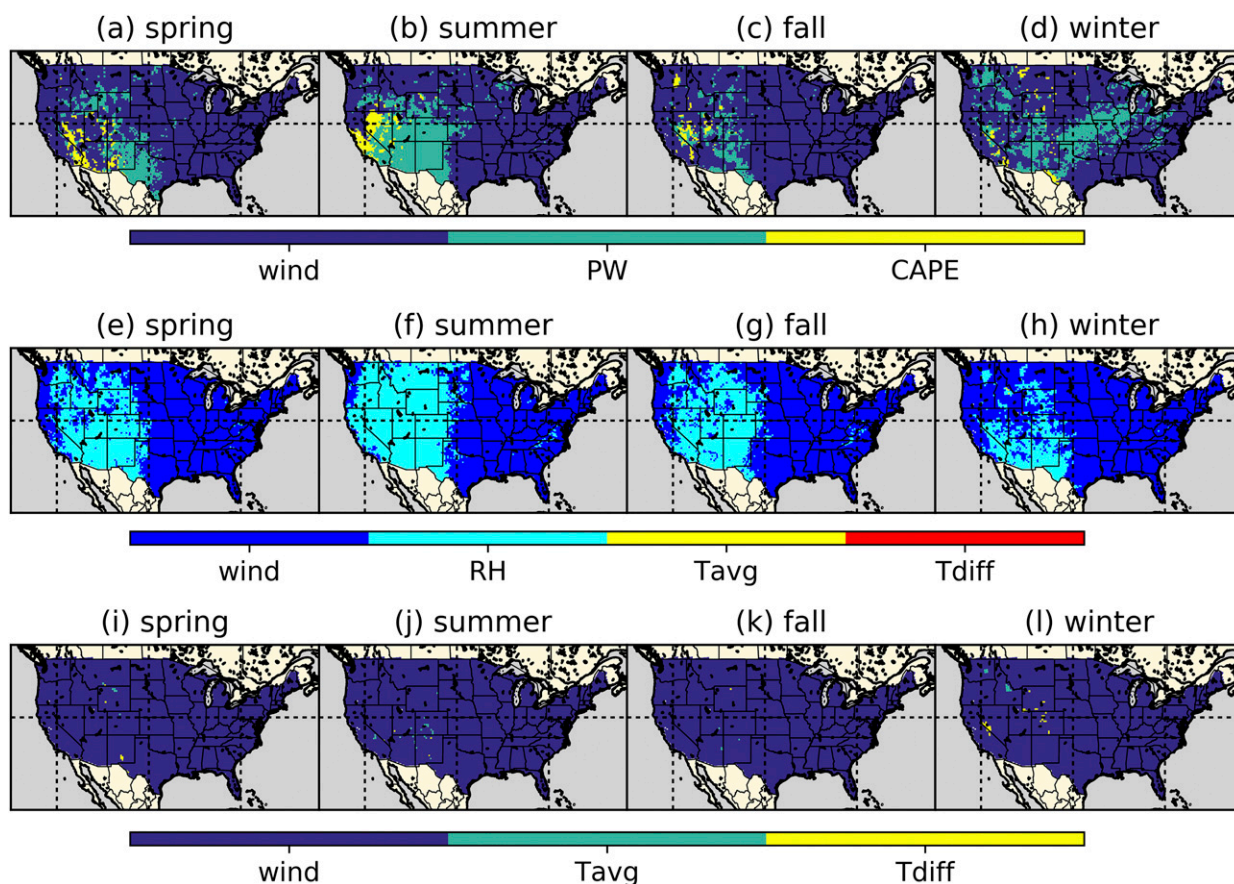 (a) spring (b) summer (c) fall (d) winter
wind PW CAPE
(e) spring (f) summer (g) fall (h) winter
wind RH Tavg Tdiff
(i) spring (j) summer (k) fall (l) winter
wind Tavg Tdiff